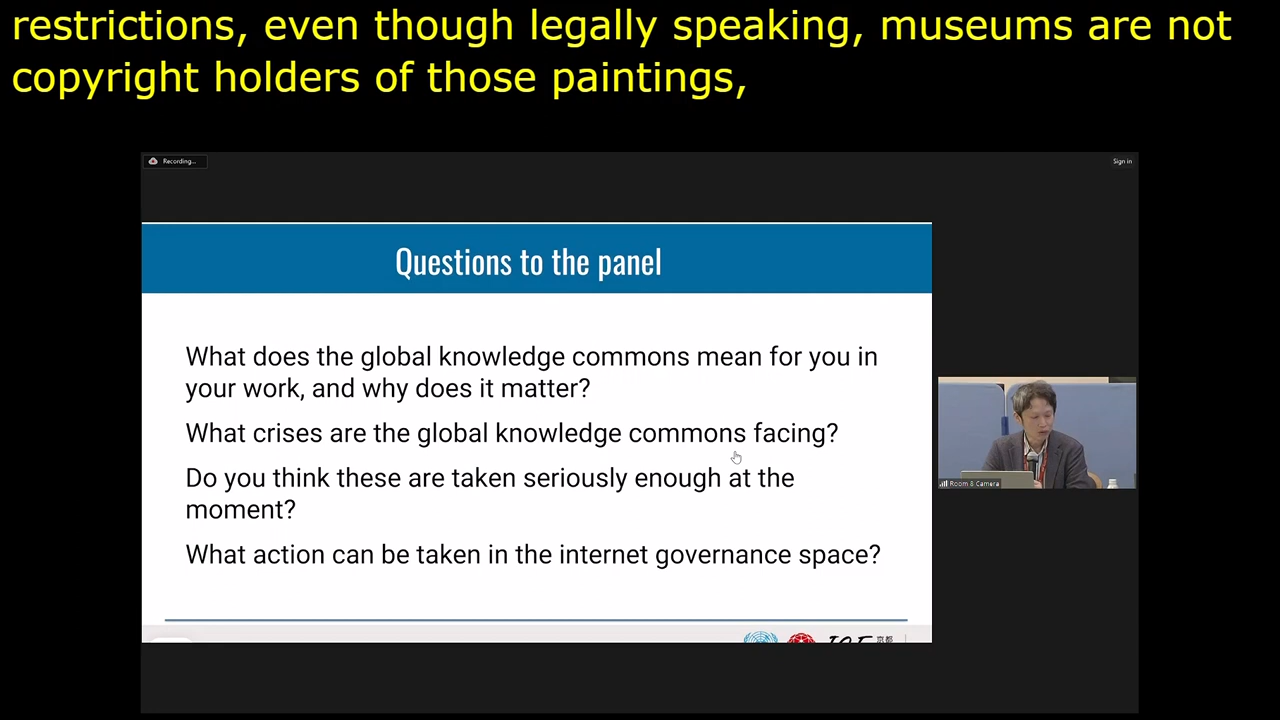 restrictions, even though legally speaking, museums are not
copyright holders of those paintings,
Recording...
Sign in
Questions to the panel
What does the global knowledge commons mean for you in
your work, and why does it matter?
What crises are the global knowledge commons facing?
Do you think these are taken seriously enough at the
moment?
What action can be taken in the internet governance space?
Room 8 Camera